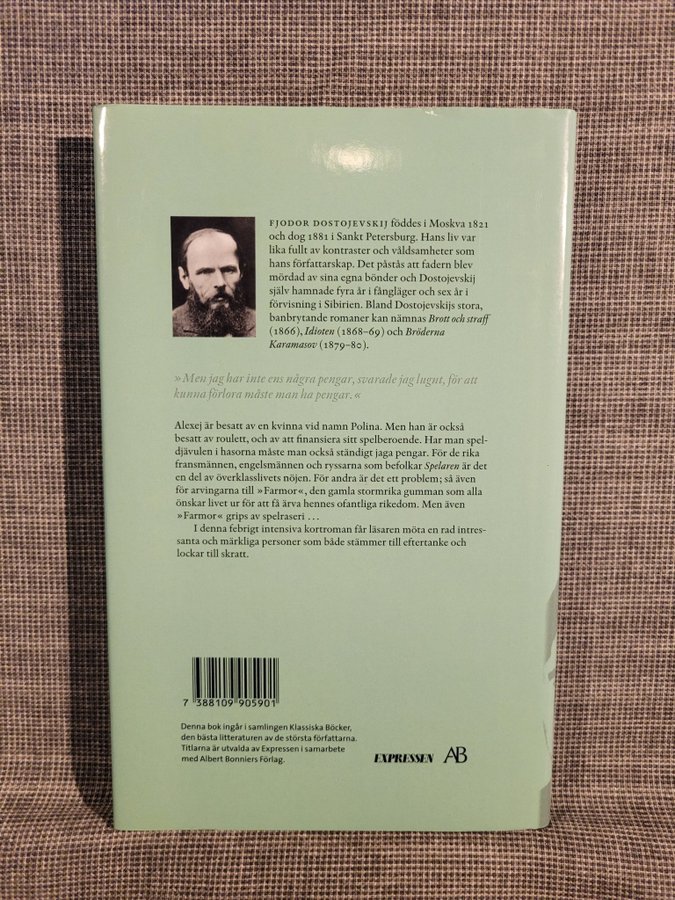 FJODOR DOSTOJEVSKIJ föddes i Moskva 1821
och dog 1881 i Sankt Petersburg. Hans liv var
lika fullt av kontraster och våldsamheter som
hans författarskap. Det påstås att fadern blev
mördad av sina egna bönder och Dostojevskij
själv hamnade fyra år i fångläger och sex år i
förvisning i Sibirien. Bland Dostojevskijs stora,
banbrytande romaner kan nämnas Brott och straff
(1866), Idioten (1868–69) och Bröderna
Karamasov (1879–80).
»Men jag har inte ens några pengar, svarade jag lugnt, för att
kunna förlora måste man ha pengar.«
Alexej är besatt av en kvinna vid namn Polina. Men han är också
besatt av roulett, och av att finansiera sitt spelberoende. Har man spel-
djävulen i hasorna måste man också ständigt jaga pengar. För de rika
fransmännen, engelsmännen och ryssarna som befolkar Spelaren är det
en del av överklasslivets nöjen. För andra är det ett problem; så även
för arvingarna till »Farmor«, den gamla stormrika gumman som alla
önskar livet ur för att få ärva hennes ofantliga rikedom. Men även
»Farmor« grips av spelraseri …
I denna febrigt intensiva kortroman får läsaren möta en rad intres-
santa och märkliga personer som både stämmer till eftertanke och
lockar till skratt.
7 388109 905901
Denna bok ingår i samlingen Klassiska Böcker,
den bästa litteraturen av de största författarna.
Titlarna är utvalda av Expressen i samarbete
med Albert Bonniers Förlag.
EXPRESSEN AB